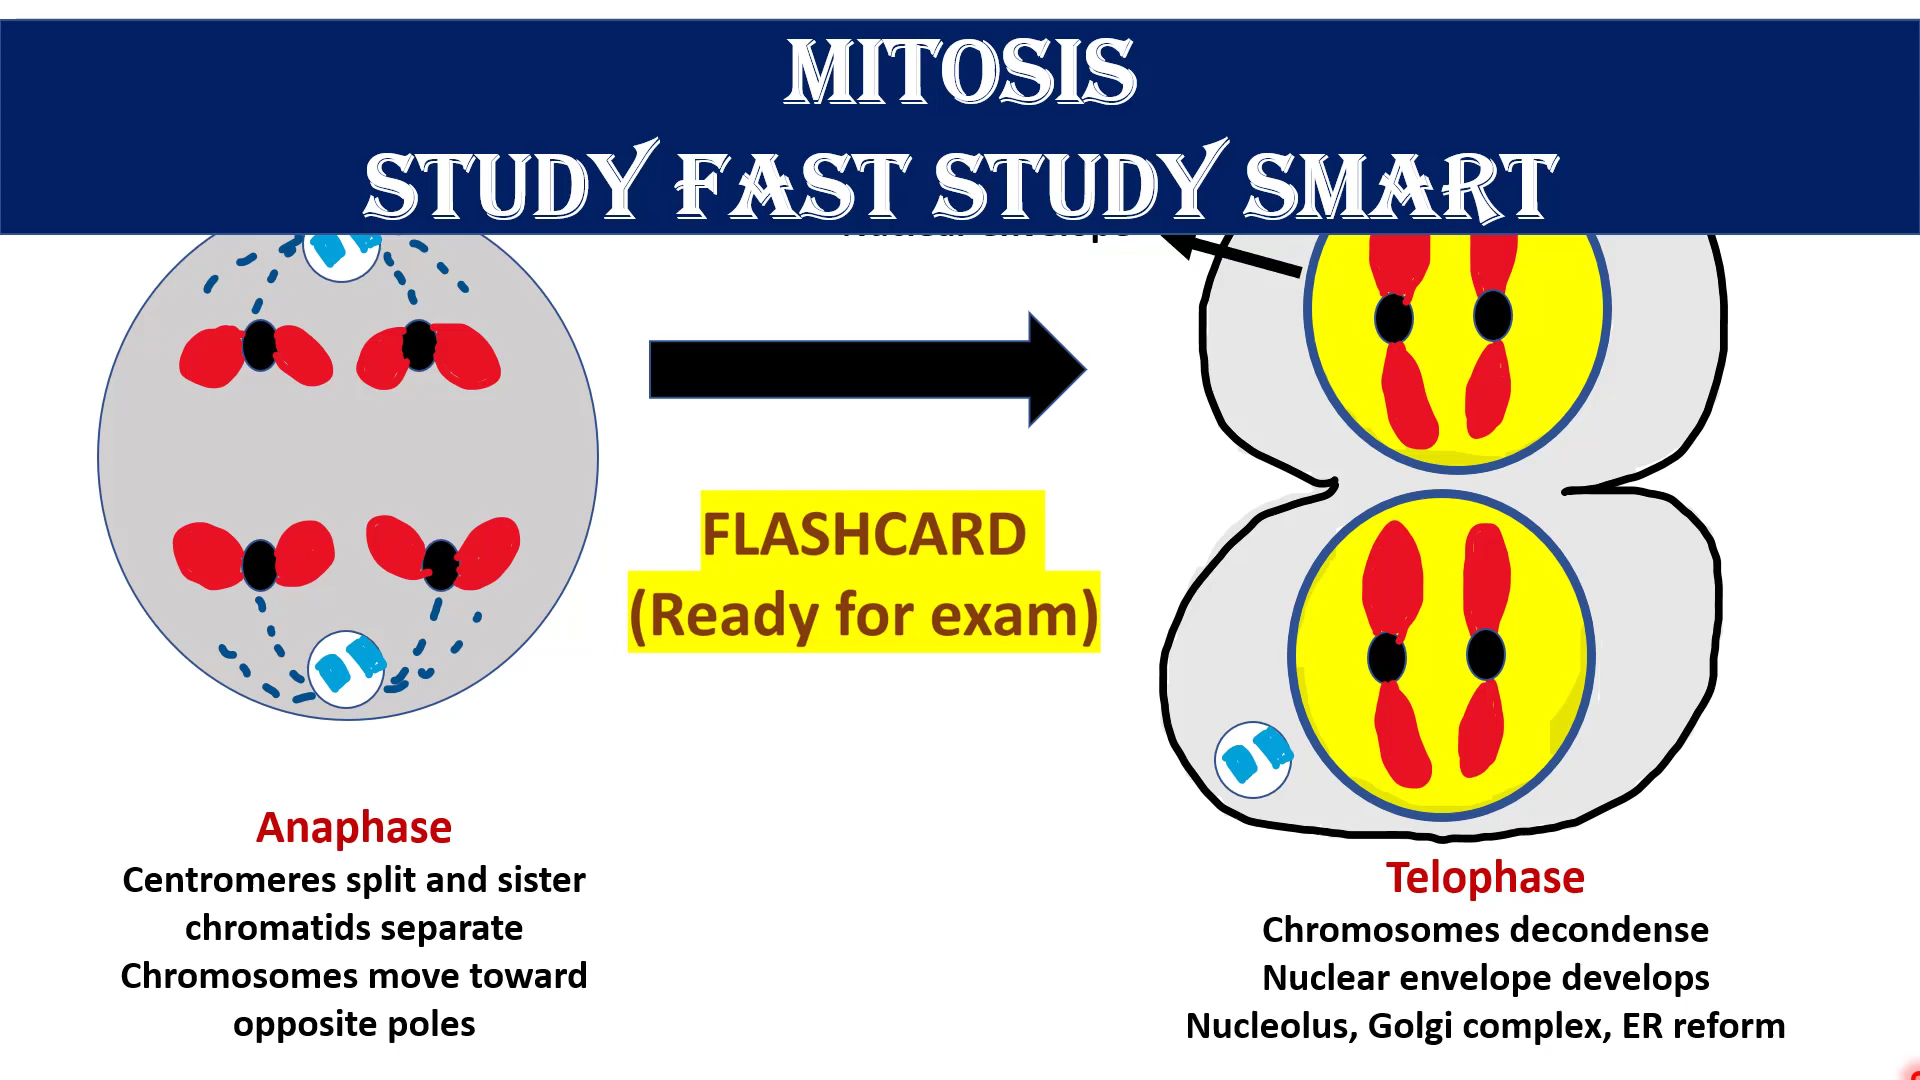 MITOSIS
STUDY FAST STUDY SMART
FLASHCARD
(Ready for exam)
Anaphase
Centromeres split and sister
chromatids separate
Chromosomes move toward
opposite poles
Telophase
Chromosomes decondense
Nuclear envelope develops
Nucleolus, Golgi complex, ER reform